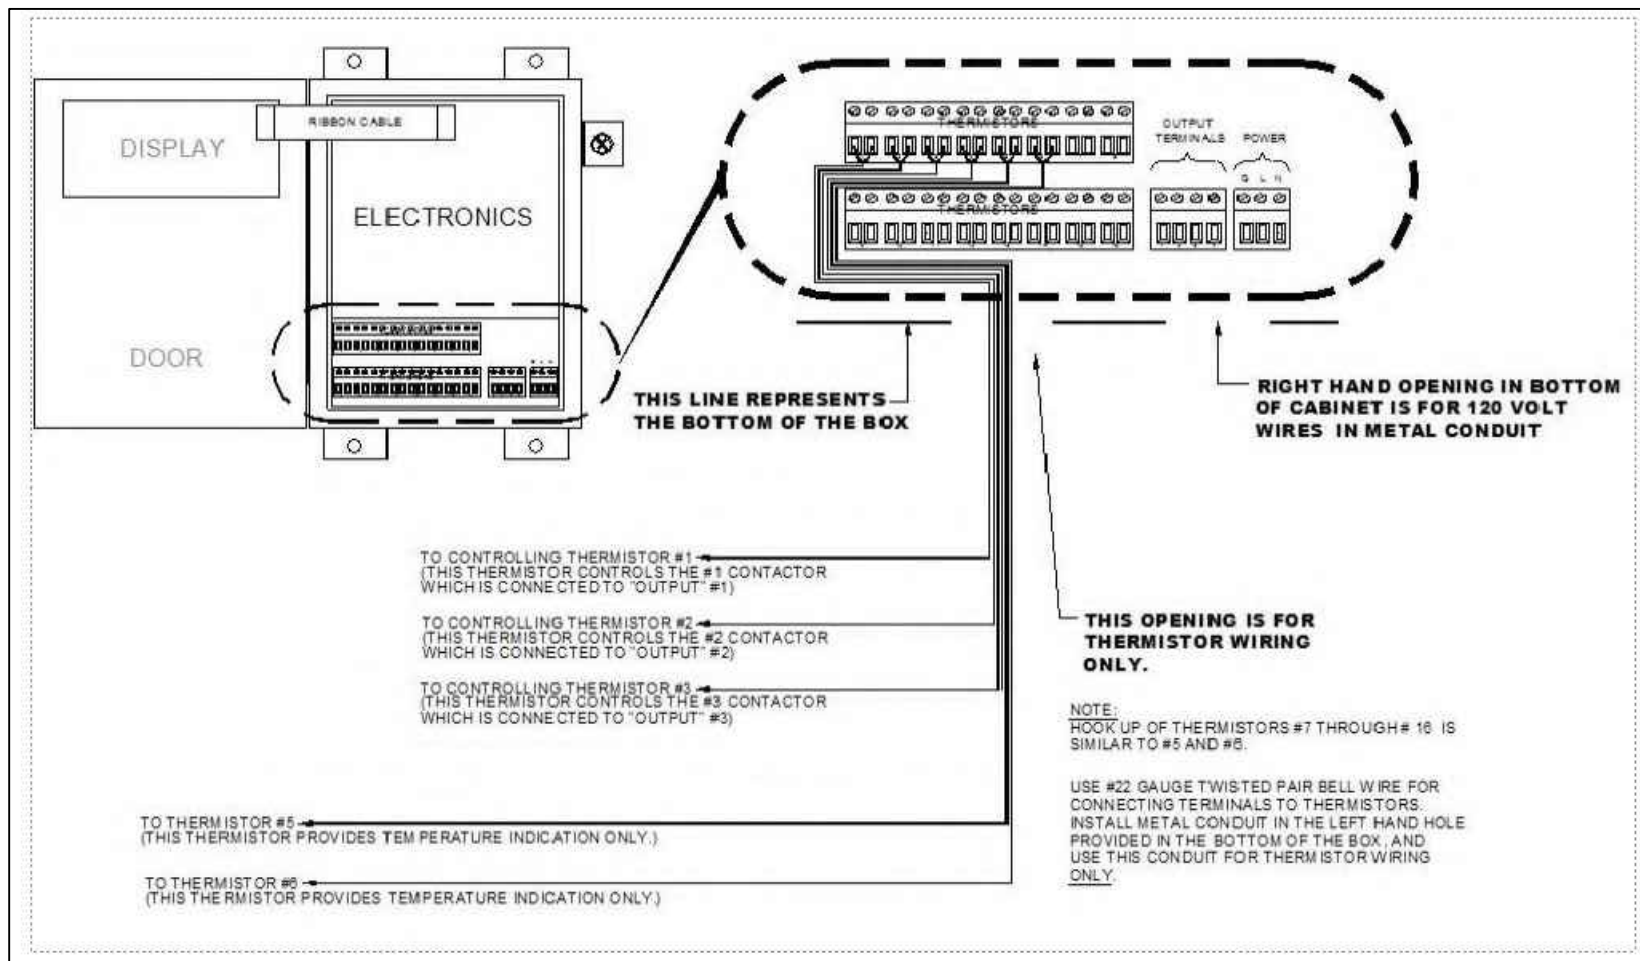 RIBBON CABLE
DISPLAY
ELECTRONICS
DOOR
THERMISTORS
OUTPUT
TERMINALS
POWER
G L N
THERMISTORS
THIS LINE REPRESENTS
THE BOTTOM OF THE BOX
RIGHT HAND OPENING IN BOTTOM
OF CABINET IS FOR 120 VOLT
WIRES IN METAL CONDUIT
TO CONTROLLING THERMISTOR #1
(THIS THERMISTOR CONTROLS THE #1 CONTACTOR
WHICH IS CONNECTED TO "OUTPUT" #1)
TO CONTROLLING THERMISTOR #2
(THIS THERMISTOR CONTROLS THE #2 CONTACTOR
WHICH IS CONNECTED TO "OUTPUT" #2)
TO CONTROLLING THERMISTOR #3
(THIS THERMISTOR CONTROLS THE #3 CONTACTOR
WHICH IS CONNECTED TO "OUTPUT" #3)
THIS OPENING IS FOR
THERMISTOR WIRING
ONLY.
NOTE:
HOOK UP OF THERMISTORS #7 THROUGH # 16 IS
SIMILAR TO #5 AND #6.
USE #22 GAUGE TWISTED PAIR BELL WIRE FOR
CONNECTING TERMINALS TO THERMISTORS.
INSTALL METAL CONDUIT IN THE LEFT HAND HOLE
PROVIDED IN THE BOTTOM OF THE BOX, AND
USE THIS CONDUIT FOR THERMISTOR WIRING
ONLY.
TO THERMISTOR #5
(THIS THERMISTOR PROVIDES TEMPERATURE INDICATION ONLY.)
TO THERMISTOR #6
(THIS THERMISTOR PROVIDES TEMPERATURE INDICATION ONLY.)